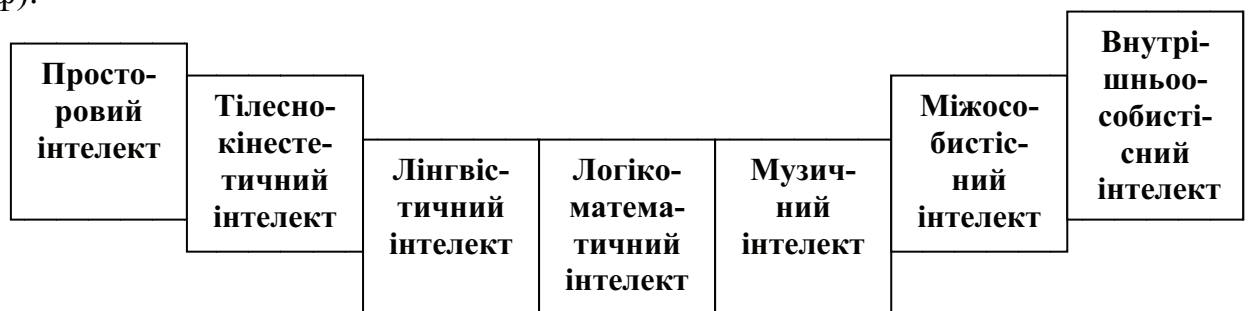 р).
Просто-
ровий
інтелект
Тілесно-
кінесте-
тичний
інтелект
Лінгвіс-
тичний
інтелект
Логіко-
матема-
тичний
інтелект
Музич-
ний
інтелект
Міжосо-
бистіс-
ний
інтелект
Внутрі-
шньоо-
собисті-
сний
інтелект